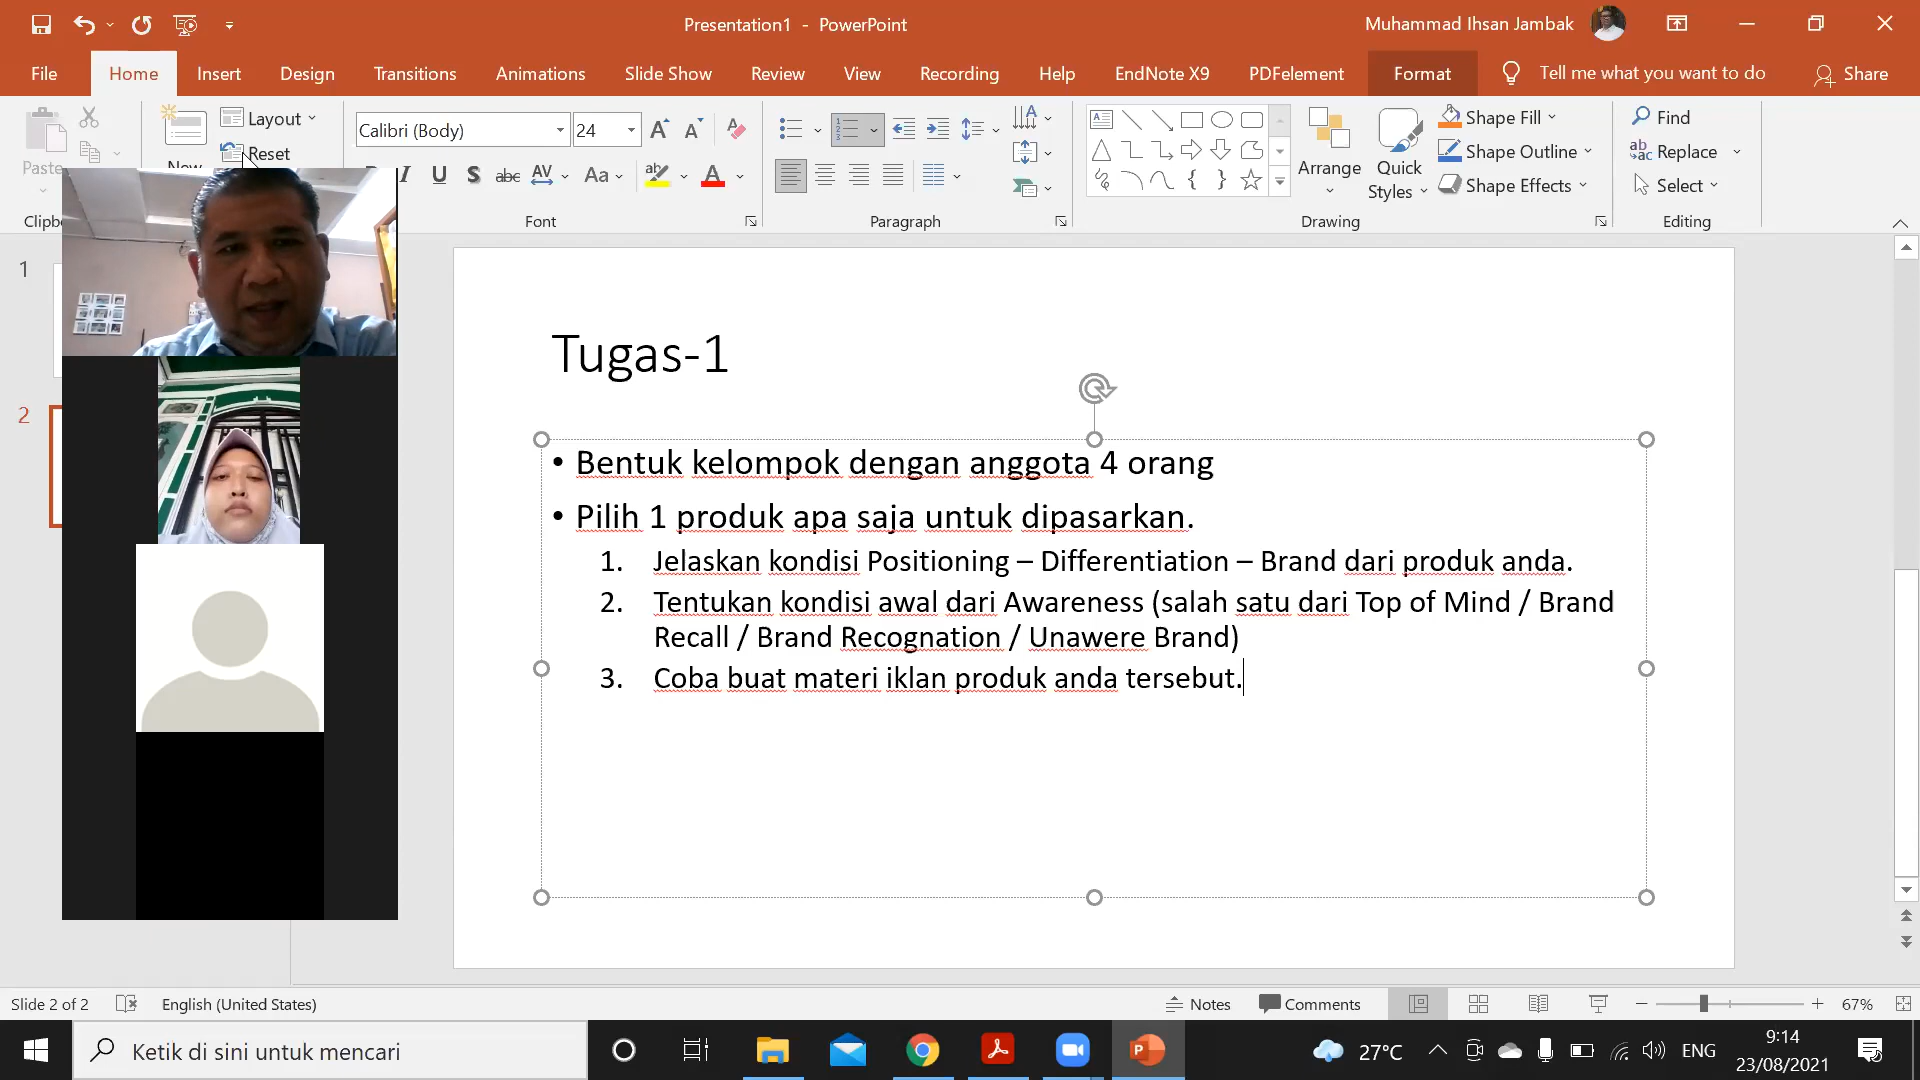 Presentation1 - PowerPoint
Muhammad Ihsan Jambak
File Home Insert Design Transitions Animations Slide Show Review View Recording Help EndNote X9 PDFelement Format Tell me what you want to do Share
Paste
New
Layout
Reset
Calibri (Body) 24
Arrange
Quick Styles
Shape Fill
Shape Outline
Shape Effects
Find
Replace
Select
Font
Paragraph
Drawing
Editing
1
2
Tugas-1
• Bentuk kelompok dengan anggota 4 orang
• Pilih 1 produk apa saja untuk dipasarkan.
1. Jelaskan kondisi Positioning – Differentiation – Brand dari produk anda.
2. Tentukan kondisi awal dari Awareness (salah satu dari Top of Mind / Brand
Recall / Brand Recognation / Unawere Brand)
3. Coba buat materi iklan produk anda tersebut.
Slide 2 of 2 English (United States) Notes Comments 67%
Ketik di sini untuk mencari
27°C
ENG
9:14
23/08/2021